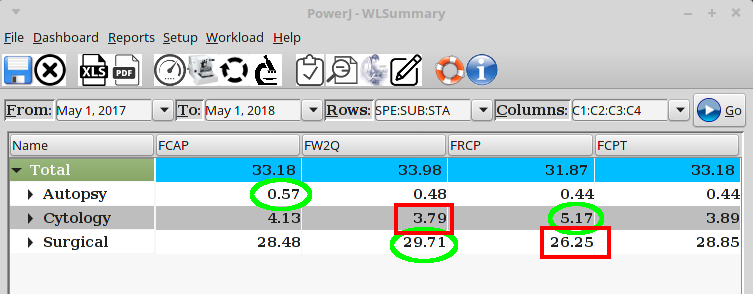 PowerJ - WLSummary
File Dashboard Reports Setup Workload Help
XLS PDF
From: May 1, 2017 To: May 1, 2018 Rows: SPE:SUB:STA Columns: C1:C2:C3:C4 Go
Name FCAP FW2Q FRCP FCPT
Total 33.18 33.98 31.87 33.18
Autopsy 0.57 0.48 0.44 0.44
Cytology 4.13 3.79 5.17 3.89
Surgical 28.48 29.71 26.25 28.85